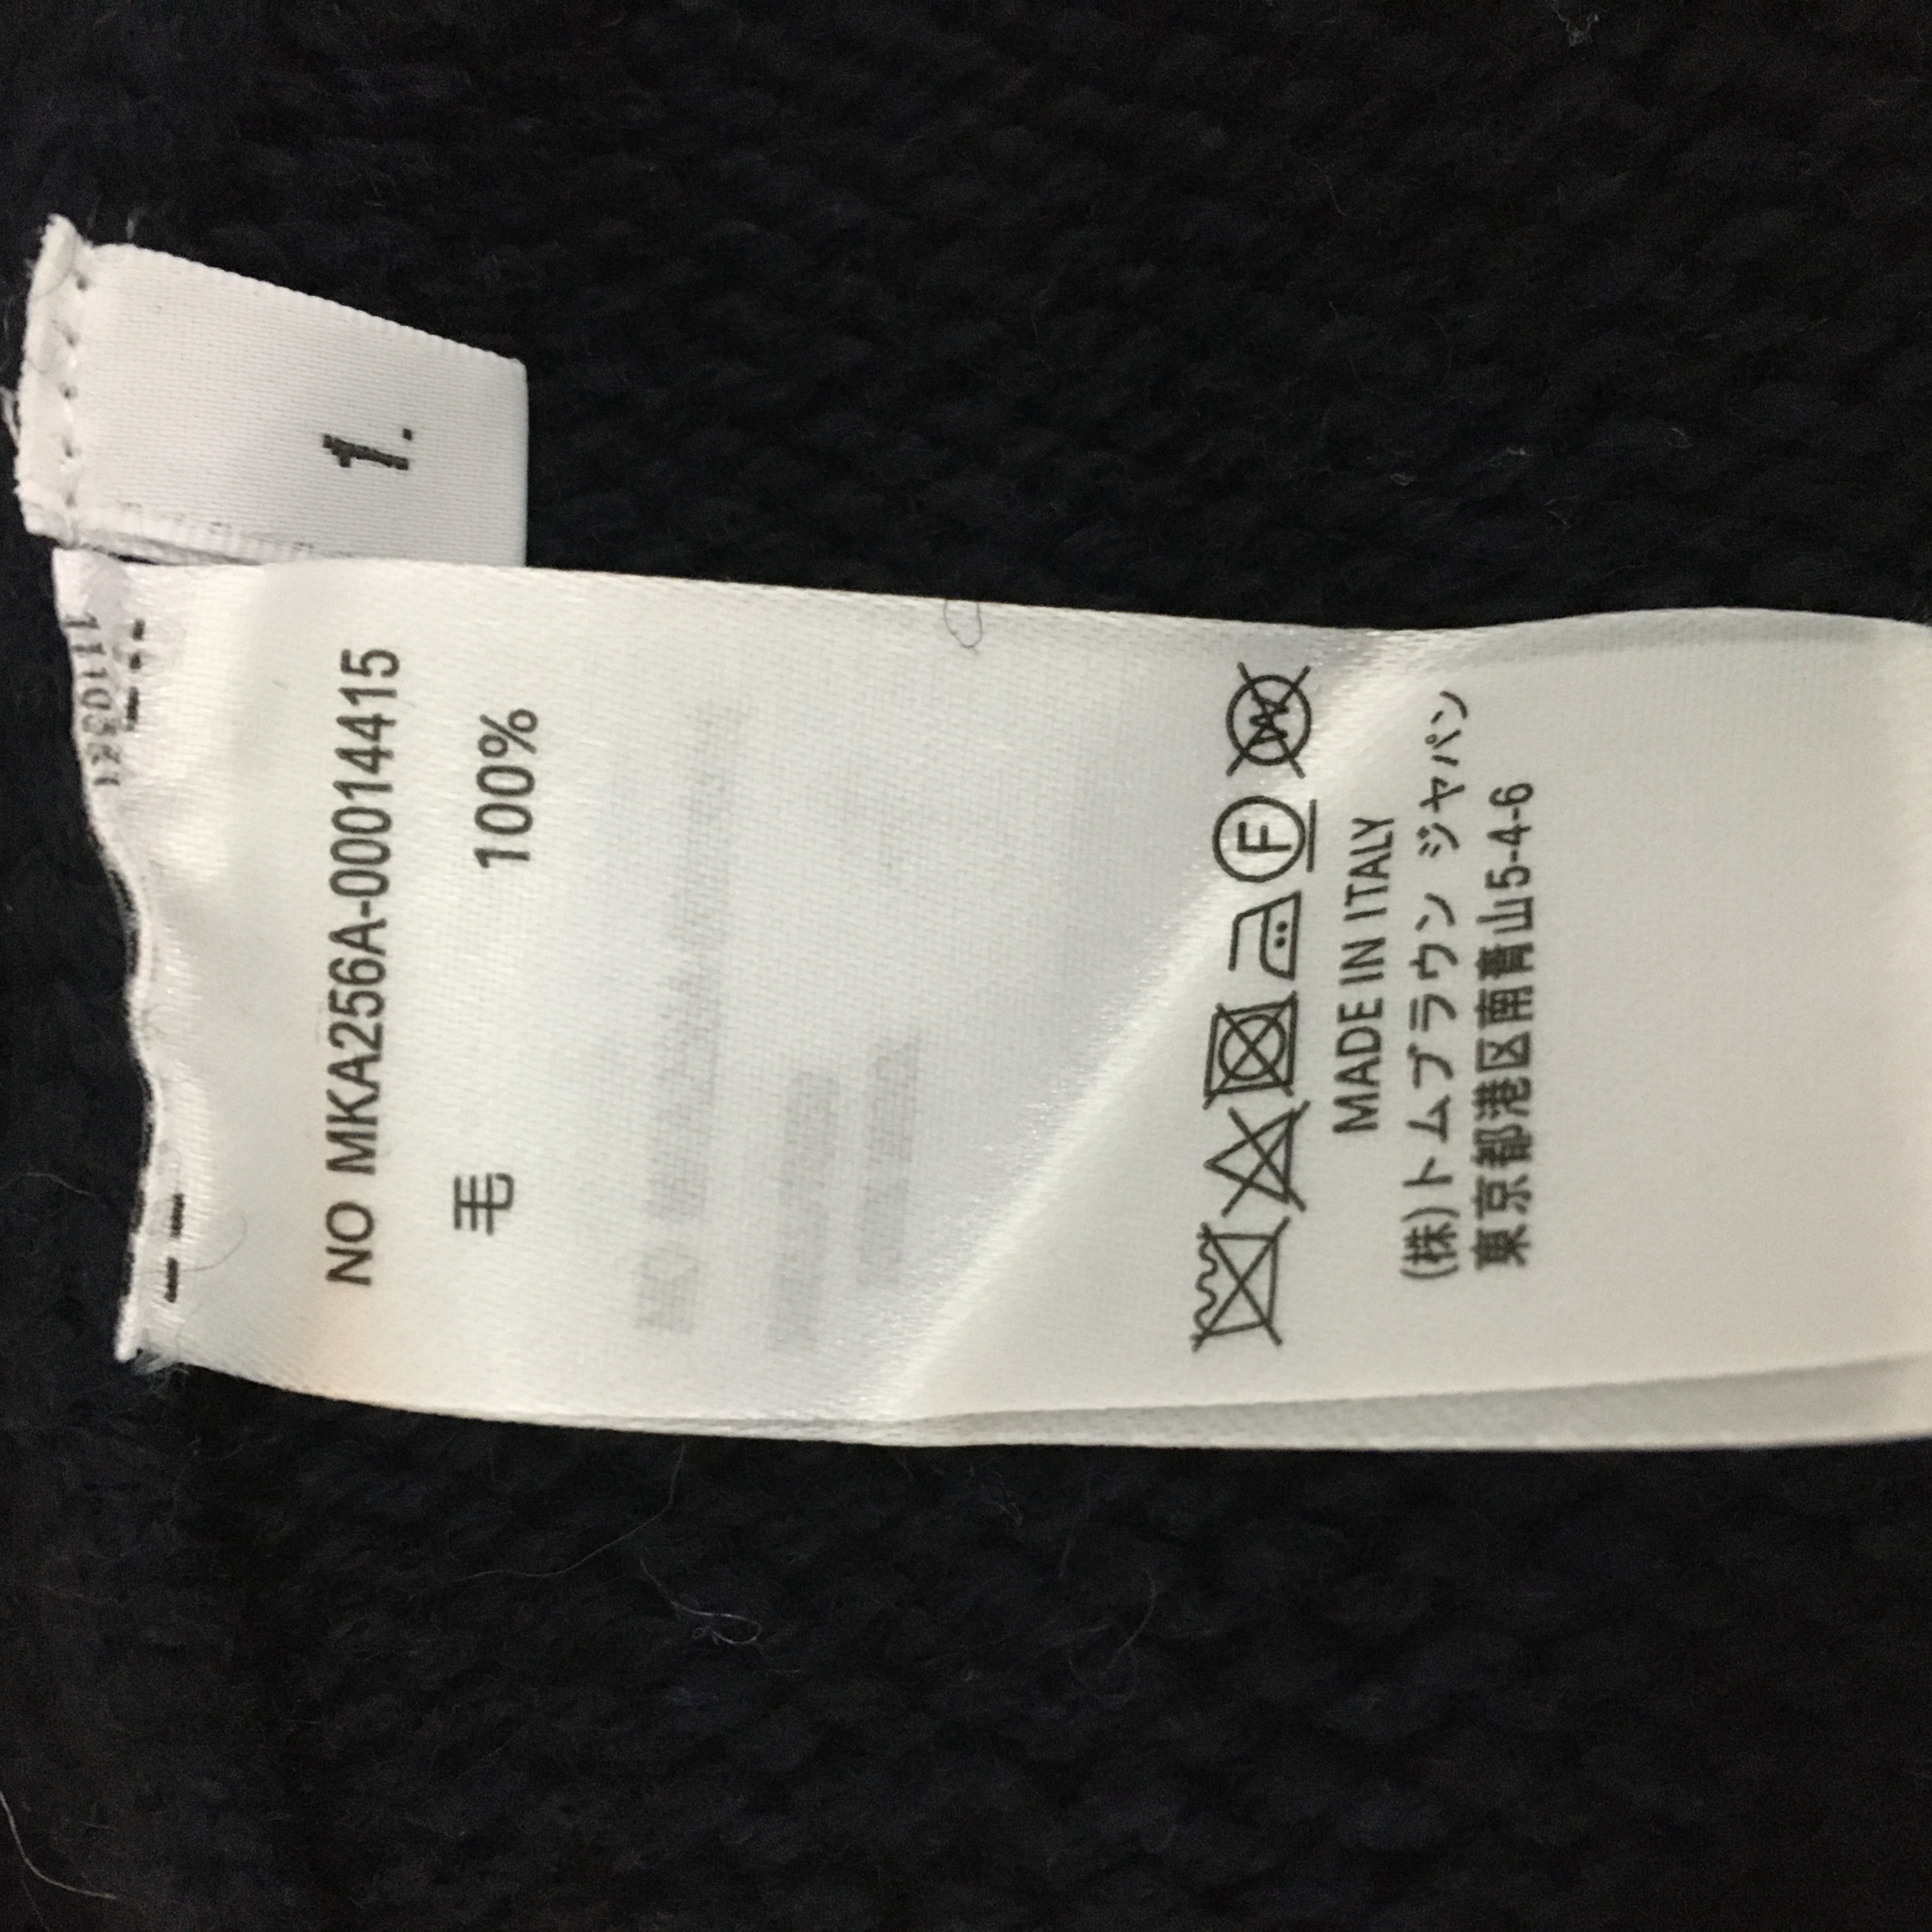 1.
NO MKA256A-00014415
毛 100%
F W
MADE IN ITALY
(株)トムブラウン ジャパン
東京都港区南青山5-4-6